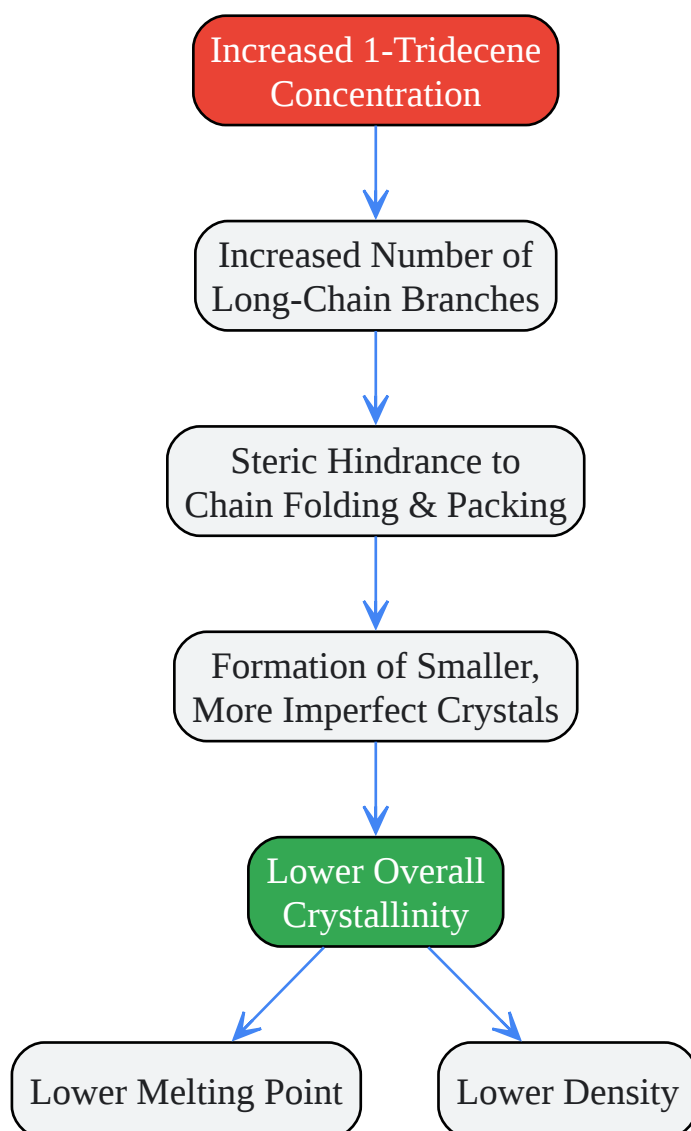 Increased 1-Tridecene
Concentration
Increased Number of
Long-Chain Branches
Steric Hindrance to
Chain Folding & Packing
Formation of Smaller,
More Imperfect Crystals
Lower Overall
Crystallinity
Lower Melting Point
Lower Density